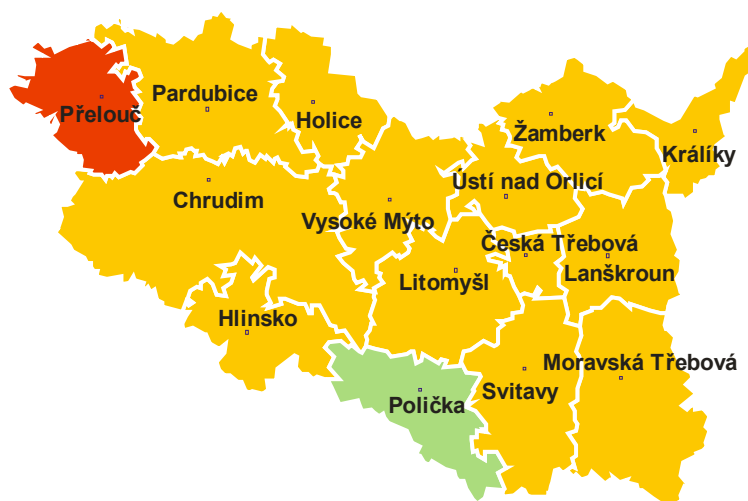 Přelouč
Pardubice
Holice
Žamberk
Králíky
Chrudim
Ústí nad Orlicí
Vysoké Mýto
Česká Třebová
Litomyšl
Lanškroun
Hlinsko
Moravská Třebová
Svitavy
Polička